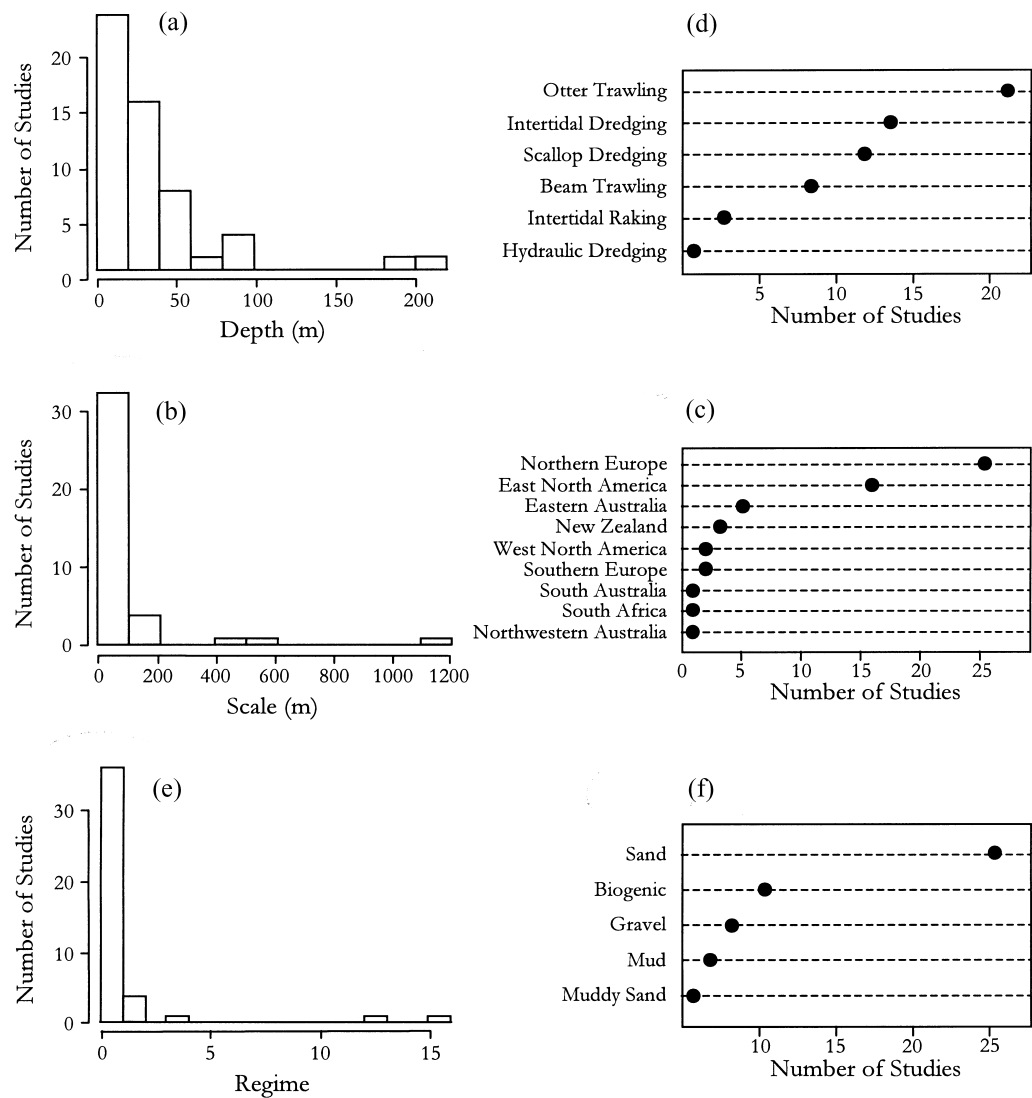 (a)
Number of Studies
20
15
10
5
0
0 50 100 150 200
Depth (m)
(d)
Otter Trawling
Intertidal Dredging
Scallop Dredging
Beam Trawling
Intertidal Raking
Hydraulic Dredging
5 10 15 20
Number of Studies
(b)
Number of Studies
30
20
10
0
0 200 400 600 800 1000 1200
Scale (m)
(c)
Northern Europe
East North America
Eastern Australia
New Zealand
West North America
Southern Europe
South Australia
South Africa
Northwestern Australia
0 5 10 15 20 25
Number of Studies
(e)
Number of Studies
30
20
10
0
0 5 10 15
Regime
(f)
Sand
Biogenic
Gravel
Mud
Muddy Sand
10 15 20 25
Number of Studies